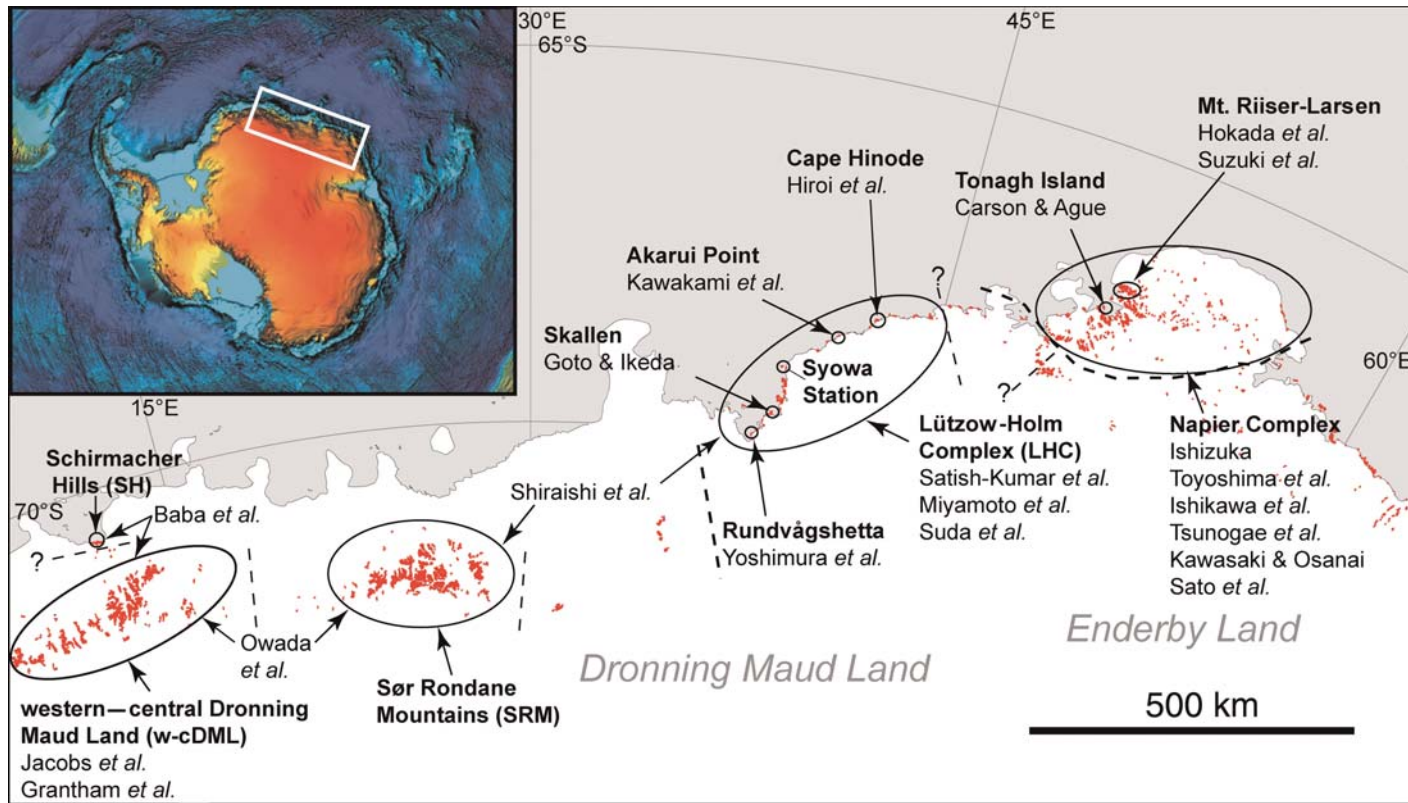 30°E
65°S
45°E
Mt. Riiser-Larsen
Hokada et al.
Suzuki et al.
Cape Hinode
Hiroi et al.
Tonagh Island
Carson & Ague
Akarui Point
Kawakami et al.
?
Skallen
Goto & Ikeda
Syowa
Station
60°E
15°E
?
Schirmacher
Hills (SH)
Lützow-Holm
Complex (LHC)
Satish-Kumar et al.
Miyamoto et al.
Suda et al.
Napier Complex
Ishizuka
Toyoshima et al.
Ishikawa et al.
Tsunogae et al.
Kawasaki & Osanai
Sato et al.
70°S
Baba et al.
Shiraishi et al.
Rundvågshetta
Yoshimura et al.
?
Owada
et al.
Enderby Land
Dronning Maud Land
Sør Rondane
Mountains (SRM)
500 km
western—central Dronning
Maud Land (w-cDML)
Jacobs et al.
Grantham et al.